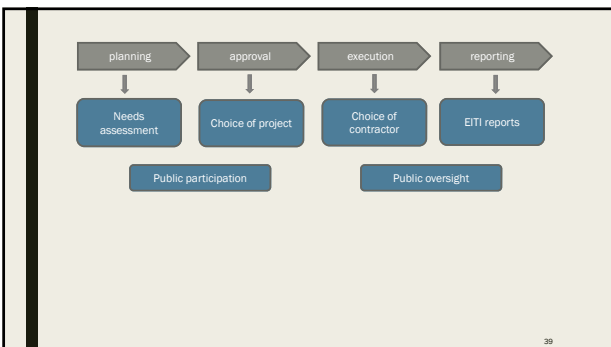 planning
approval
execution
reporting
Needs
assessment
Choice of project
Choice of
contractor
EITI reports
Public participation
Public oversight
39